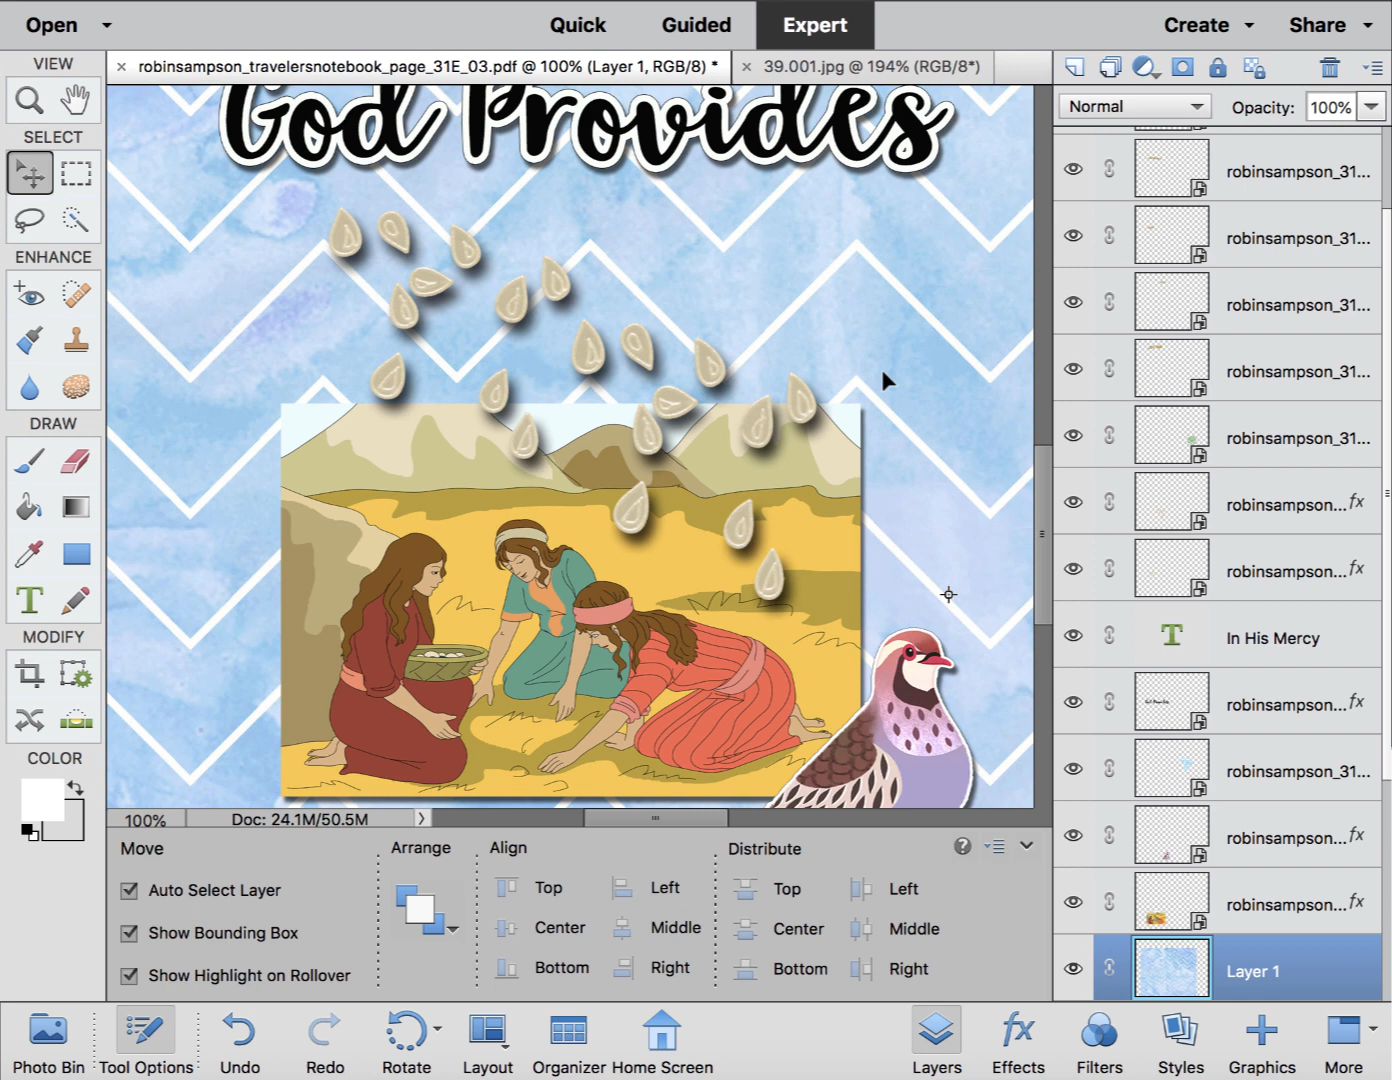 Open
Quick
Guided
Expert
Create
Share
VIEW
× robinsampson_travelersnotebook_page_31E_03.pdf @ 100% (Layer 1, RGB/8) *
× 39.001.jpg @ 194% (RGB/8*)
SELECT
ENHANCE
DRAW
T
MODIFY
COLOR
God Provides
Normal
Opacity: 100%
robinsampson_31...
robinsampson_31...
robinsampson_31...
robinsampson_31...
robinsampson_31...
robinsampson... fx
robinsampson... fx
T In His Mercy
robinsampson... fx
robinsampson_31...
robinsampson... fx
robinsampson... fx
Layer 1
100%
Doc: 24.1M/50.5M
Move
Auto Select Layer
Show Bounding Box
Show Highlight on Rollover
Arrange
Align
Top Left
Center Middle
Bottom Right
Distribute
Top Left
Center Middle
Bottom Right
Photo Bin
Tool Options
Undo
Redo
Rotate
Layout
Organizer
Home Screen
Layers
fx
Effects
Filters
Styles
Graphics
More